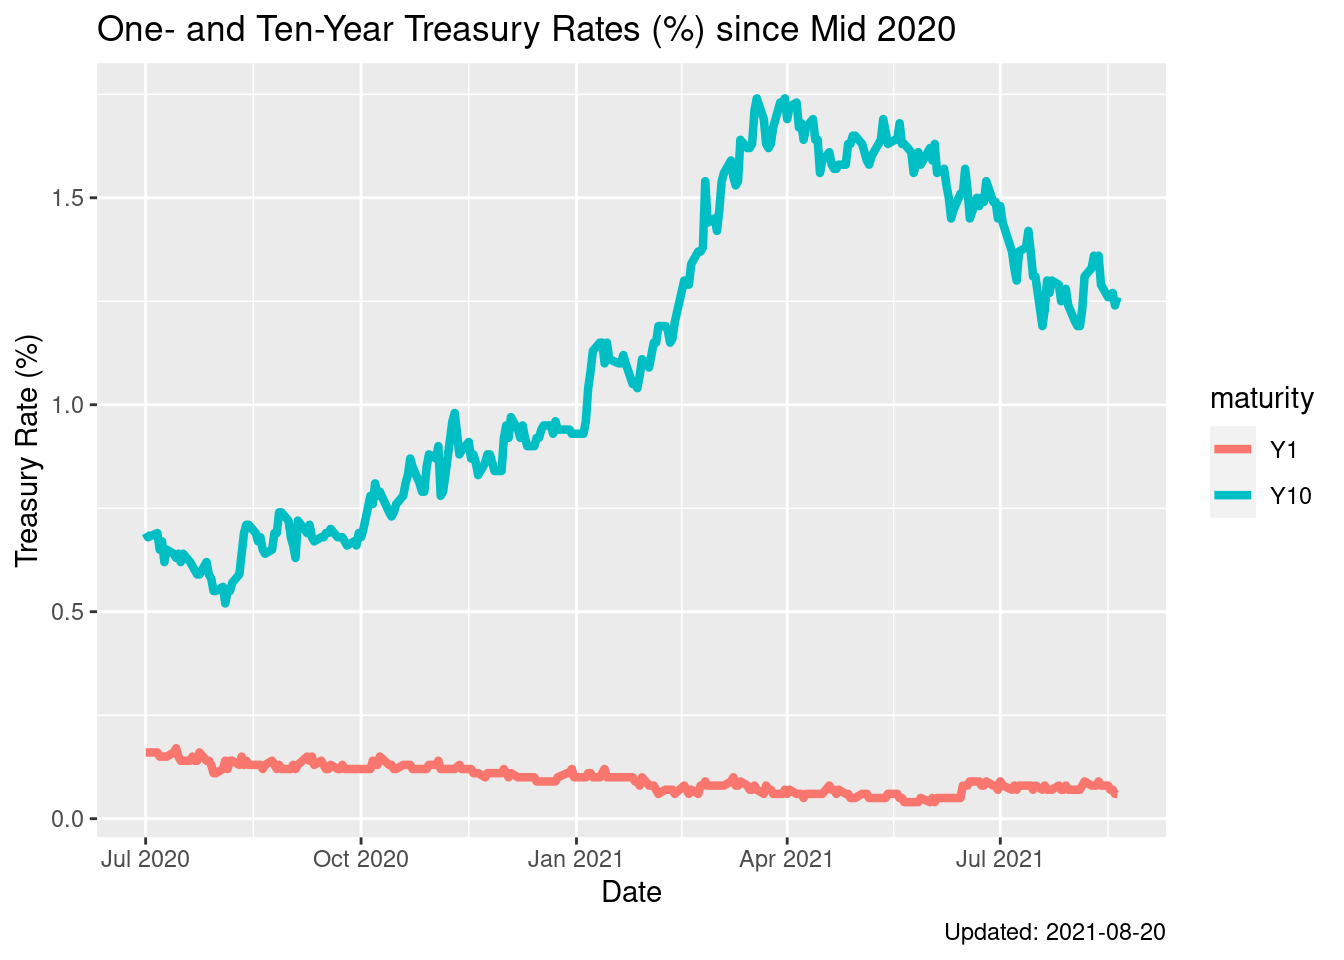 One- and Ten-Year Treasury Rates (%) since Mid 2020
Treasury Rate (%)
1.5
1.0
0.5
0.0
Jul 2020 Oct 2020 Jan 2021 Apr 2021 Jul 2021
Date
maturity
Y1
Y10
Updated: 2021-08-20